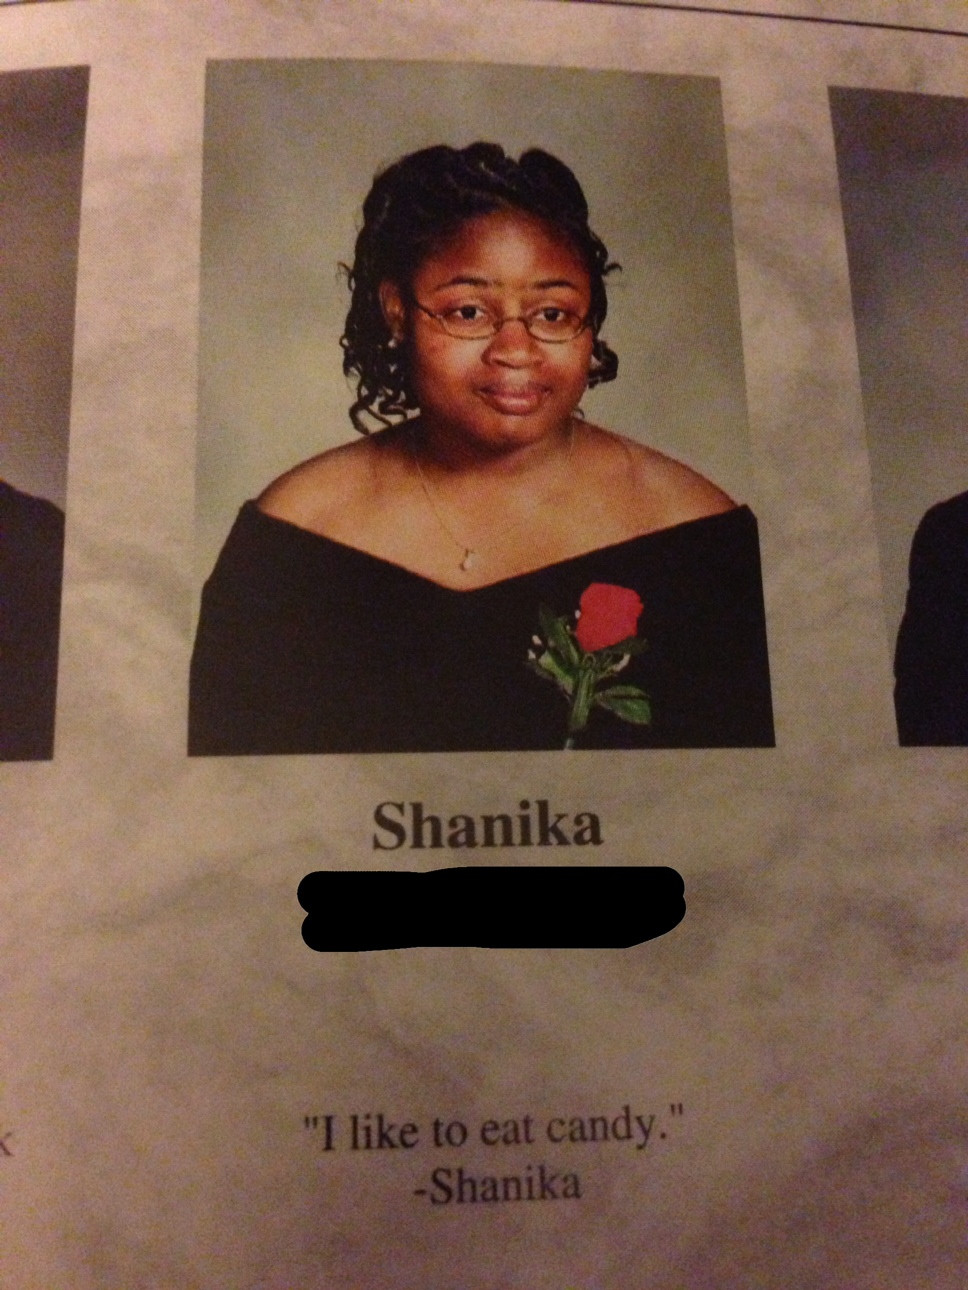 Shanika
"I like to eat candy."
-Shanika